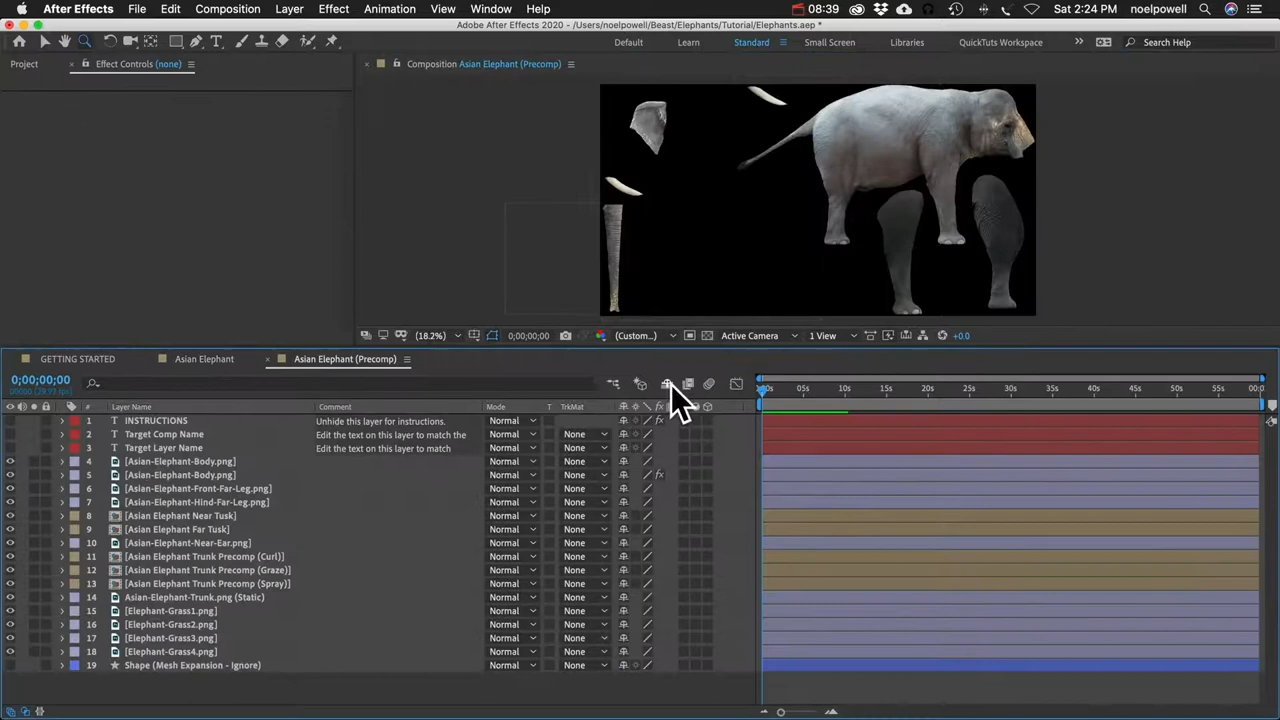 After Effects File Edit Composition Layer Effect Animation View Window Help 08:39 Sat 2:24 PM noelpowell
Adobe After Effects 2020 - /Users/noelpowell/Beast/Elephants/Tutorial/Elephants.aep *
Default Learn Standard Small Screen Libraries QuickTuts Workspace Search Help
Project Effect Controls (none) Composition Asian Elephant (Precomp)
(18.2%) 0;00;00;00 (Custom...) Active Camera 1 View +0.0
GETTING STARTED Asian Elephant Asian Elephant (Precomp)
0;00;00;00
00000 (29.97 fps)
05s 10s 15s 20s 25s 30s 35s 40s 45s 50s 55s
# Layer Name Comment Mode T TrkMat
1 T INSTRUCTIONS Unhide this layer for instructions. Normal
2 T Target Comp Name Edit the text on this layer to match the Normal None
3 T Target Layer Name Edit the text on this layer to match Normal None
4 [Asian-Elephant-Body.png] Normal None
5 [Asian-Elephant-Body.png] Normal None fx
6 [Asian-Elephant-Front-Far-Leg.png] Normal None
7 [Asian-Elephant-Hind-Far-Leg.png] Normal None
8 [Asian Elephant Near Tusk] Normal None
9 [Asian Elephant Far Tusk] Normal None
10 [Asian-Elephant-Near-Ear.png] Normal None
11 [Asian Elephant Trunk Precomp (Curl)] Normal None
12 [Asian Elephant Trunk Precomp (Graze)] Normal None
13 [Asian Elephant Trunk Precomp (Spray)] Normal None
14 Asian-Elephant-Trunk.png (Static) Normal None
15 [Elephant-Grass1.png] Normal None
16 [Elephant-Grass2.png] Normal None
17 [Elephant-Grass3.png] Normal None
18 [Elephant-Grass4.png] Normal None
19 Shape (Mesh Expansion - Ignore) Normal None